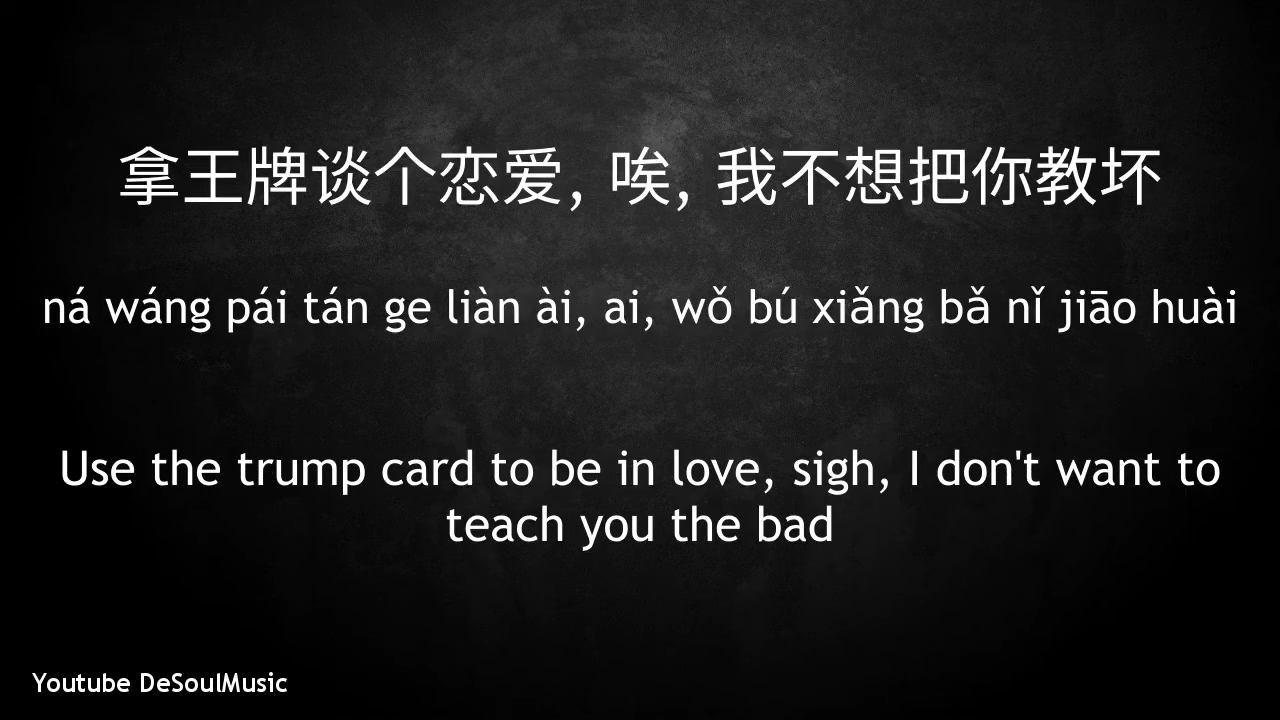 拿王牌谈个恋爱, 唉, 我不想把你教坏
ná wáng pái tán ge liàn ài, ai, wǒ bú xiǎng bǎ nǐ jiāo huài
Use the trump card to be in love, sigh, I don't want to
teach you the bad
Youtube DeSoulMusic